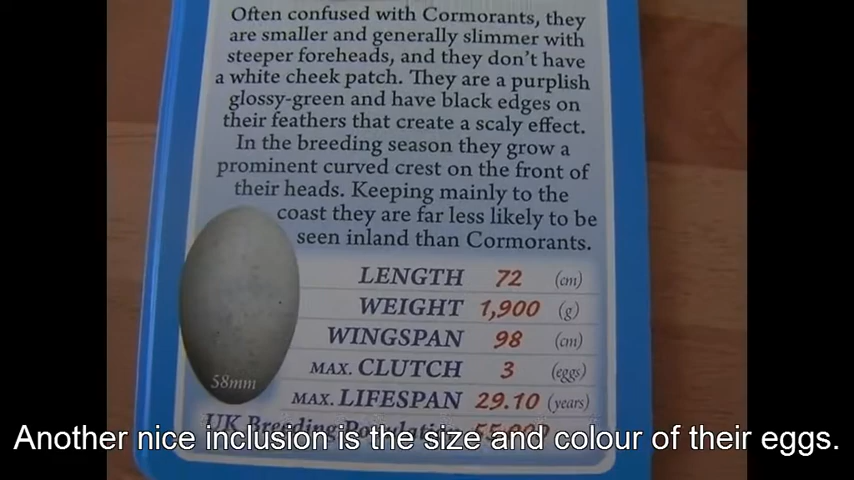 Often confused with Cormorants, they
are smaller and generally slimmer with
steeper foreheads, and they don't have
a white cheek patch. They are a purplish
glossy-green and have black edges on
their feathers that create a scaly effect.
In the breeding season they grow a
prominent curved crest on the front of
their heads. Keeping mainly to the
coast they are far less likely to be
seen inland than Cormorants.
LENGTH 72 (cm)
WEIGHT 1,900 (g)
WINGSPAN 98 (cm)
MAX. CLUTCH 3 (eggs)
58mm
MAX. LIFESPAN 29.10 (years)
UK Breeding Population
Another nice inclusion is the size and colour of their eggs.